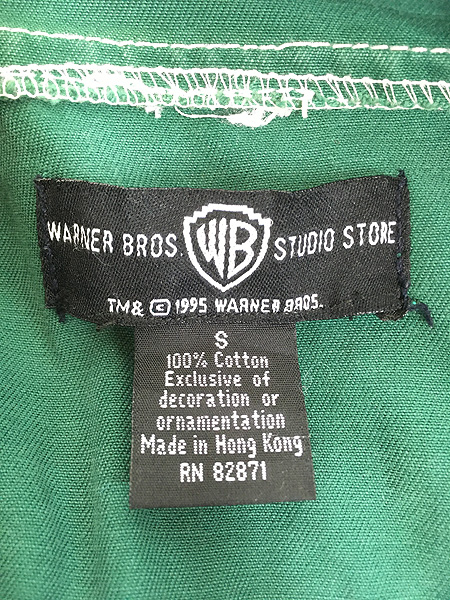 WARNER BROS. WB STUDIO STORE
TM& © 1995 WARNER BROS.
S
100% Cotton
Exclusive of
decoration or
ornamentation
Made in Hong Kong
RN 82871